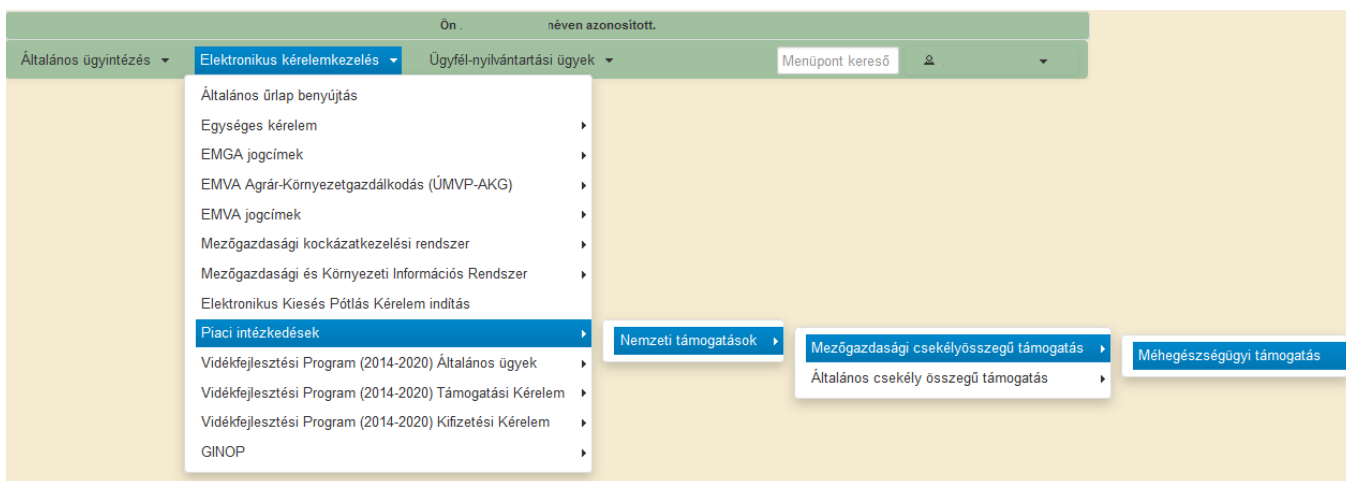 Ön . néven azonosított.
Általános ügyintézés Elektronikus kérelemkezelés Ügyfél-nyilvántartási ügyek Menüpont kereső
Általános űrlap benyújtás
Egységes kérelem
EMGA jogcímek
EMVA Agrár-Környezetgazdálkodás (ÚMVP-AKG)
EMVA jogcímek
Mezőgazdasági kockázatkezelési rendszer
Mezőgazdasági és Környezeti Információs Rendszer
Elektronikus Kiesés Pótlás Kérelem indítás
Piaci intézkedések
Nemzeti támogatások
Mezőgazdasági csekélyösszegű támogatás
Méhegészségügyi támogatás
Általános csekély összegű támogatás
Vidékfejlesztési Program (2014-2020) Általános ügyek
Vidékfejlesztési Program (2014-2020) Támogatási Kérelem
Vidékfejlesztési Program (2014-2020) Kifizetési Kérelem
GINOP